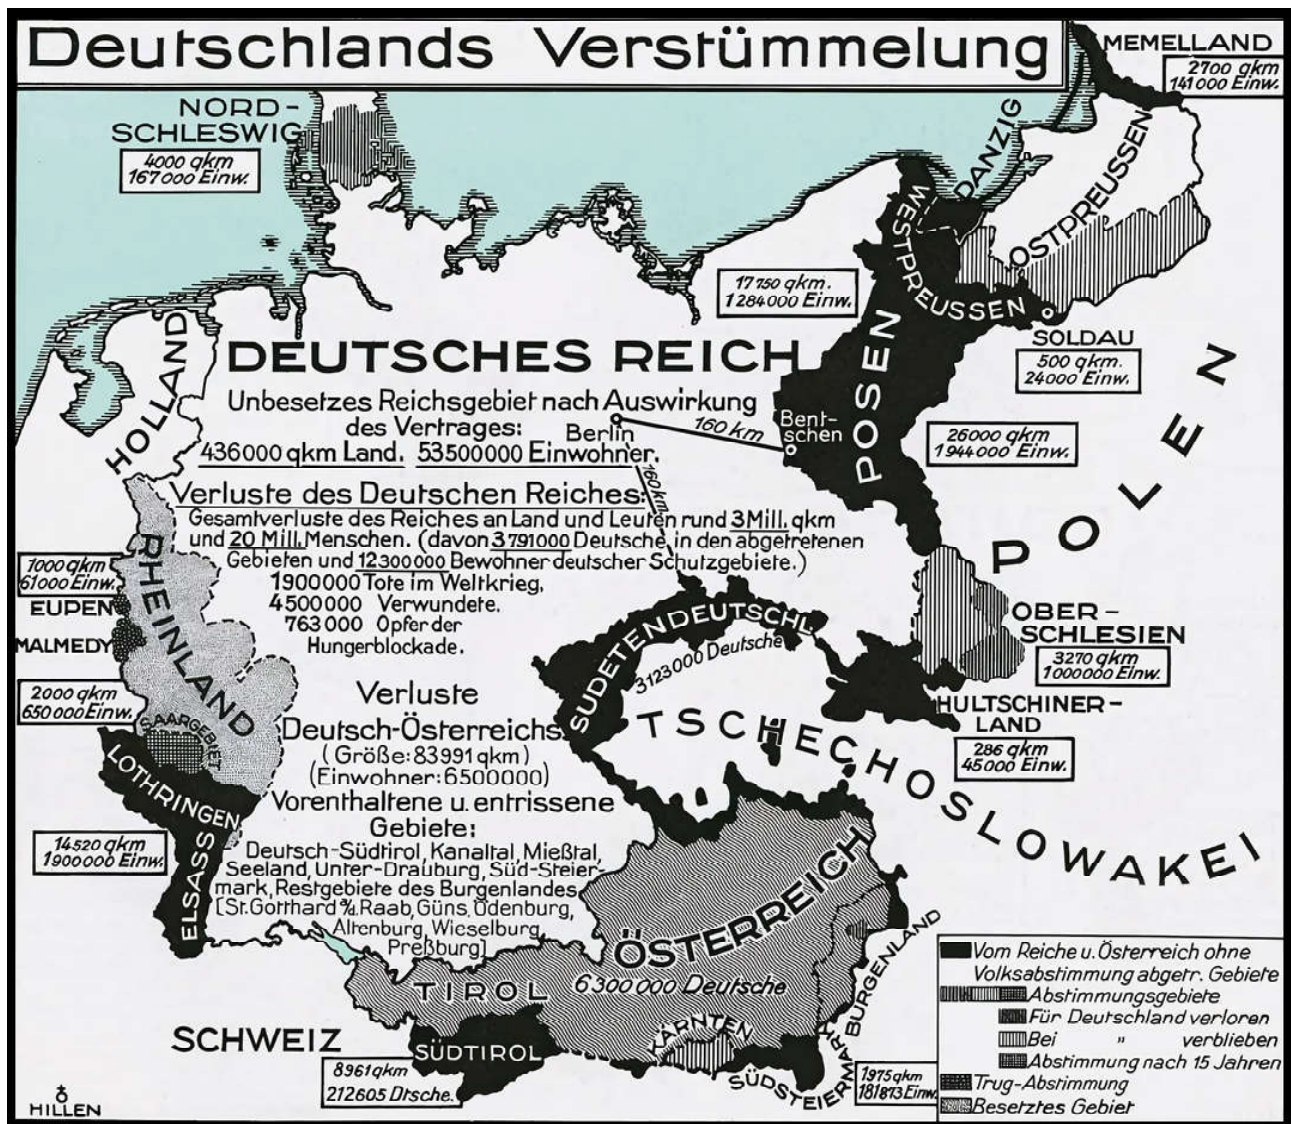 Deutschlands Verstümmelung
MEMELLAND
2700 qkm
141000 Einw.
NORD-
SCHLESWIG
4000 qkm
167000 Einw.
DANZIG
WESTPREUSSEN
OSTPREUSSEN
17750 qkm.
1284000 Einw.
SOLDAU
500 qkm.
24000 Einw.
HOLLAND
DEUTSCHES REICH
Unbesetzes Reichsgebiet nach Auswirkung
des Vertrages:
436000 qkm Land. 53500000 Einwohner.
Berlin
160 km
160 km
Bent-
schen
POSEN
26000 qkm
1944000 Einw.
POLEN
Verluste des Deutschen Reiches:
Gesamtverluste des Reiches an Land und Leuten rund 3 Mill. qkm
und 20 Mill. Menschen. (davon 3791000 Deutsche in den abgetretenen
Gebieten und 12300000 Bewohner deutscher Schutzgebiete.)
1900000 Tote im Weltkrieg.
4500000 Verwundete.
763000 Opfer der
Hungerblockade.
RHEINLAND
1000 qkm
61000 Einw.
EUPEN
MALMEDY
2000 qkm
650000 Einw.
SAARGEBIET
LOTHRINGEN
14520 qkm
1900000 Einw.
ELSASS
OBER-
SCHLESIEN
3270 qkm
1000000 Einw.
SUDETENDEUTSCHL
3123000 Deutsche
HULTSCHINER-
LAND
286 qkm
45000 Einw.
TSCHECHOSLOWAKEI
Verluste
Deutsch-Österreichs
(Größe: 83991 qkm)
(Einwohner: 6500000)
Vorenthaltene u. entrissene
Gebiete:
Deutsch-Südtirol, Kanaltal, Mießtal,
Seeland, Unter-Drauburg, Süd-Steier-
mark, Restgebiete des Burgenlandes
[St. Gotthard a/d. Raab, Güns, Ödenburg,
Altenburg, Wieselburg,
Preßburg]
ÖSTERREICH
6300000 Deutsche
TIROL
SCHWEIZ
SÜDTIROL
8961 qkm
212605 Dtsche.
KÄRNTEN
SÜDSTEIERMARK
BURGENLAND
1975 qkm
181873 Einw.
Vom Reiche u. Österreich ohne
Volksabstimmung abgetr. Gebiete
Abstimmungsgebiete
Für Deutschland verloren
Bei " verblieben
Abstimmung nach 15 Jahren
Trug-Abstimmung
Besetztes Gebiet
HILLEN